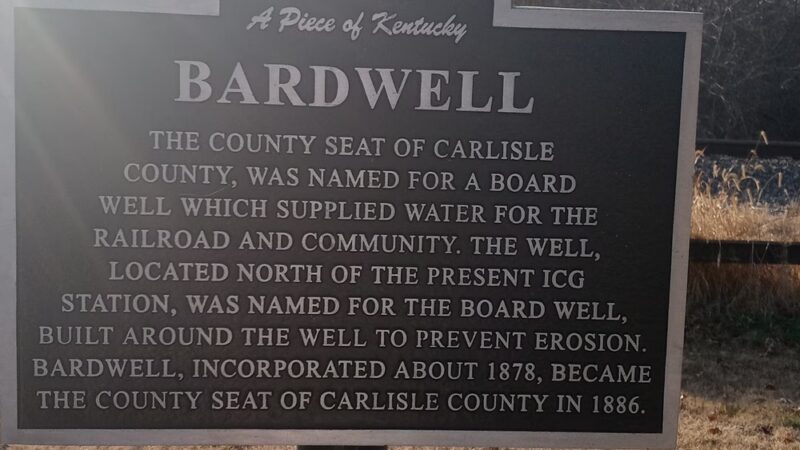 A Piece of Kentucky
BARDWELL
THE COUNTY SEAT OF CARLISLE
COUNTY, WAS NAMED FOR A BOARD
WELL WHICH SUPPLIED WATER FOR THE
RAILROAD AND COMMUNITY. THE WELL,
LOCATED NORTH OF THE PRESENT ICG
STATION, WAS NAMED FOR THE BOARD WELL,
BUILT AROUND THE WELL TO PREVENT EROSION.
BARDWELL, INCORPORATED ABOUT 1878, BECAME
THE COUNTY SEAT OF CARLISLE COUNTY IN 1886.